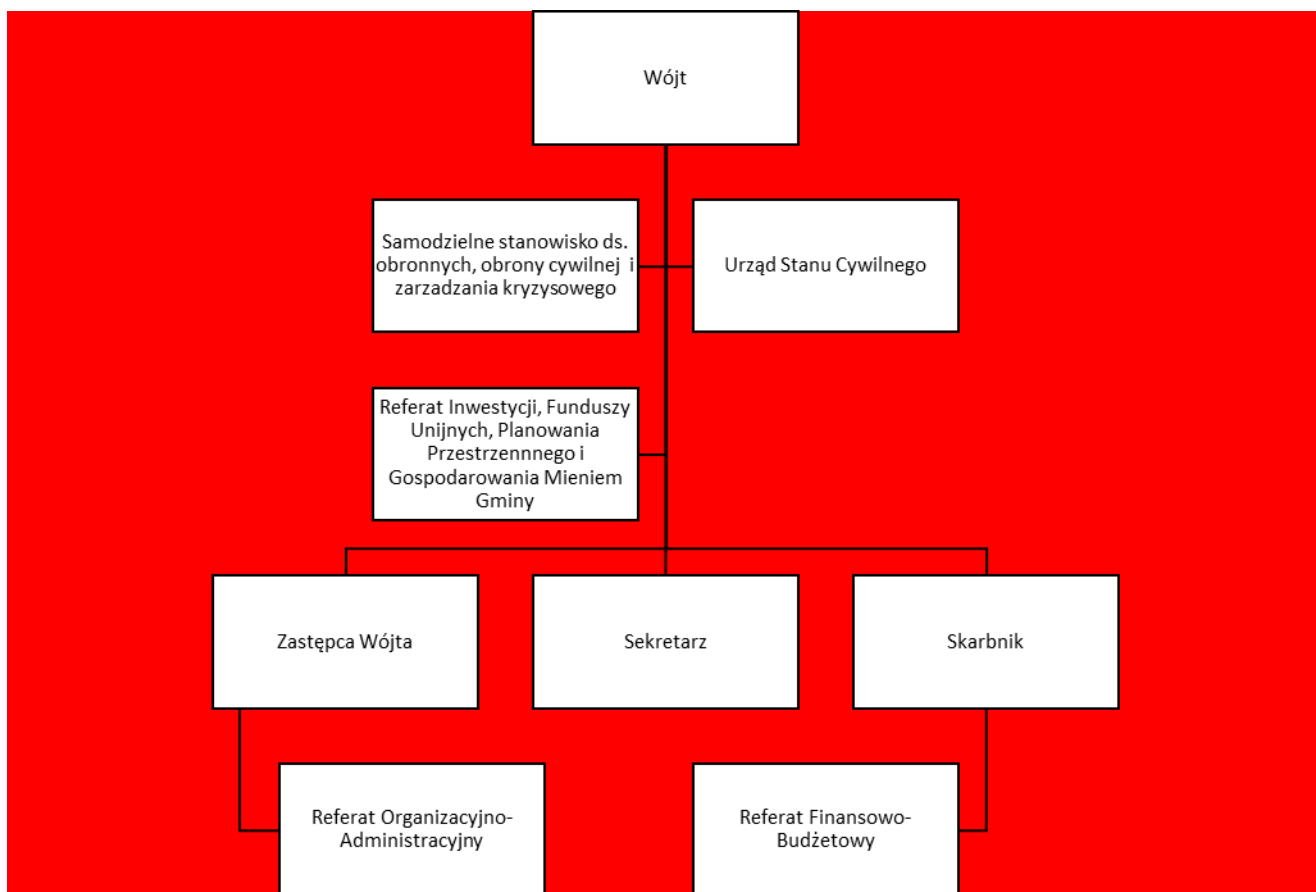 Wójt
Samodzielne stanowisko ds.
obronnych, obrony cywilnej i
zarzadzania kryzysowego
Urząd Stanu Cywilnego
Referat Inwestycji, Funduszy
Unijnych, Planowania
Przestrzennnego i
Gospodarowania Mieniem
Gminy
Zastępca Wójta
Sekretarz
Skarbnik
Referat Organizacyjno-
Administracyjny
Referat Finansowo-
Budżetowy